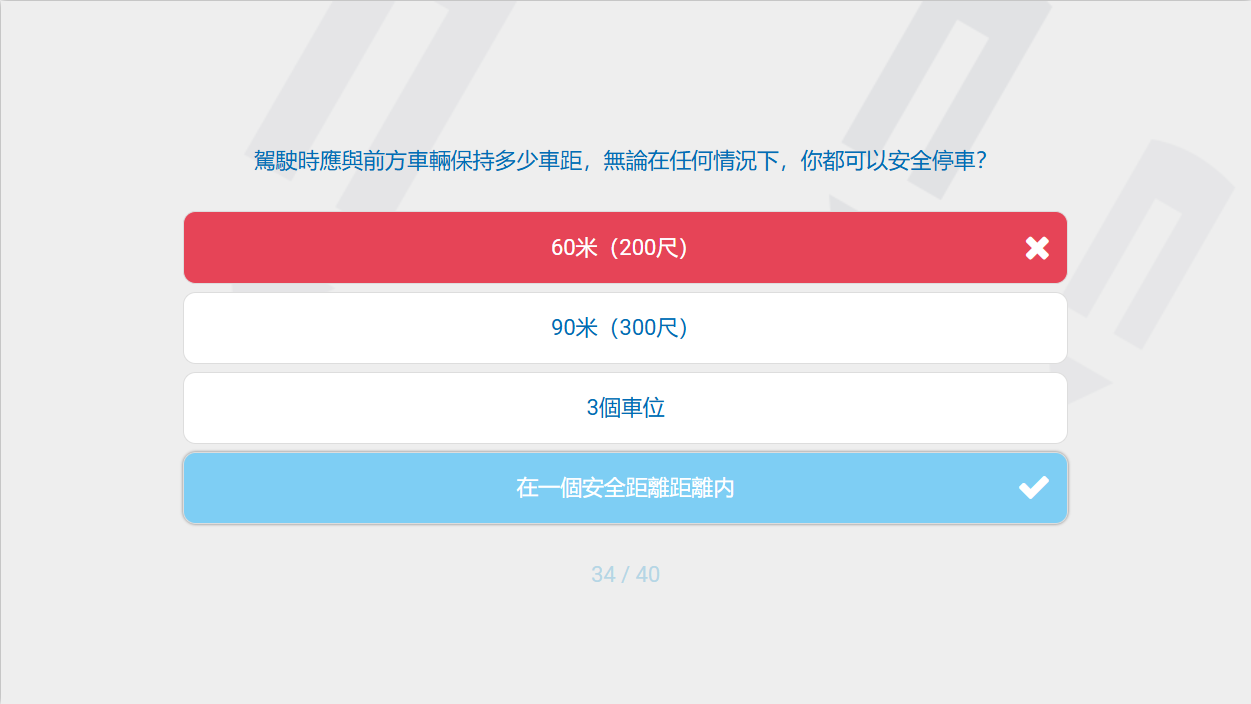 駕駛時應與前方車輛保持多少車距，無論在任何情況下，你都可以安全停車？
60米（200尺）
90米（300尺）
3個車位
在一個安全距離距離内
34 / 40